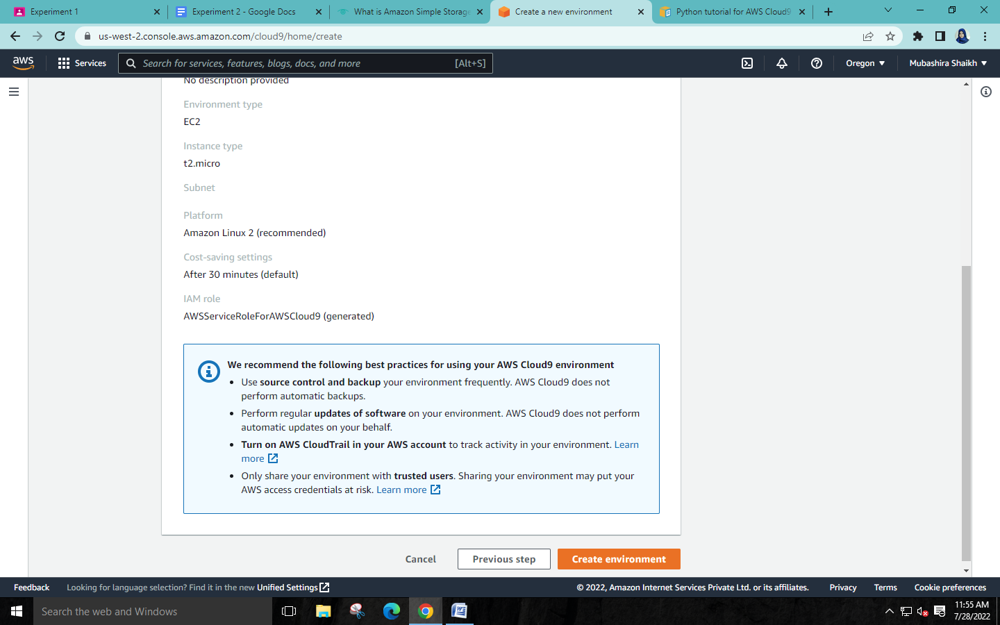 Experiment 1
Experiment 2 - Google Docs
What is Amazon Simple Storage
Create a new environment
Python tutorial for AWS Cloud9
us-west-2.console.aws.amazon.com/cloud9/home/create
aws
Services
Search for services, features, blogs, docs, and more
[Alt+S]
Oregon
Mubashira Shaikh
No description provided
Environment type
EC2
Instance type
t2.micro
Subnet
Platform
Amazon Linux 2 (recommended)
Cost-saving settings
After 30 minutes (default)
IAM role
AWSServiceRoleForAWSCloud9 (generated)
We recommend the following best practices for using your AWS Cloud9 environment
• Use source control and backup your environment frequently. AWS Cloud9 does not
perform automatic backups.
• Perform regular updates of software on your environment. AWS Cloud9 does not perform
automatic updates on your behalf.
• Turn on AWS CloudTrail in your AWS account to track activity in your environment. Learn
more
• Only share your environment with trusted users. Sharing your environment may put your
AWS access credentials at risk. Learn more
Cancel
Previous step
Create environment
Feedback
Looking for language selection? Find it in the new Unified Settings
© 2022, Amazon Internet Services Private Ltd. or its affiliates.
Privacy
Terms
Cookie preferences
Search the web and Windows
11:55 AM
7/28/2022